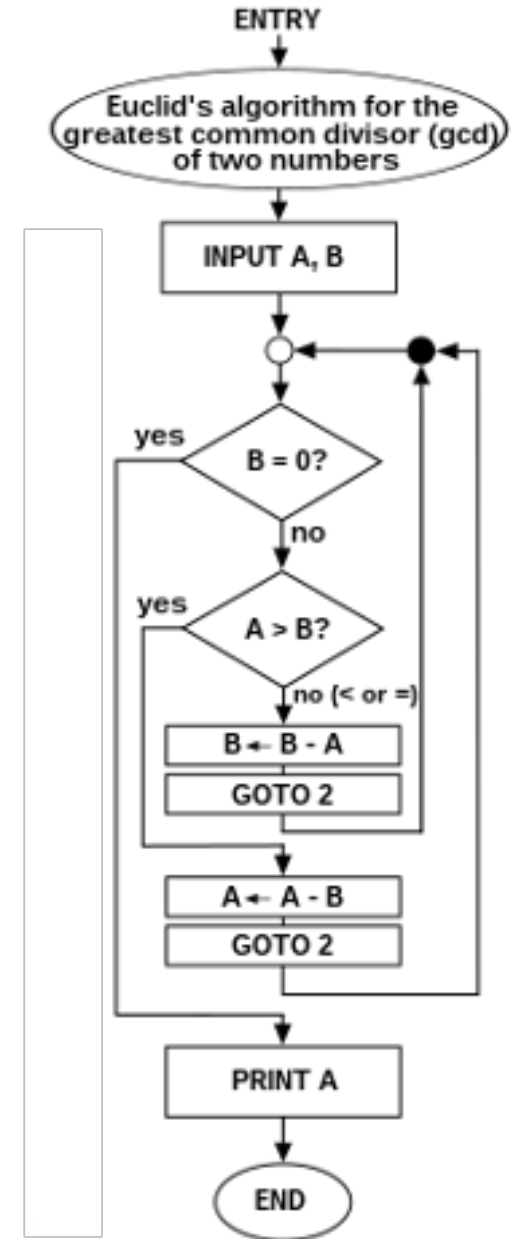 ENTRY
Euclid's algorithm for the
greatest common divisor (gcd)
of two numbers
INPUT A, B
yes
B = 0?
no
yes
A > B?
no (< or =)
B ← B - A
GOTO 2
A ← A - B
GOTO 2
PRINT A
END